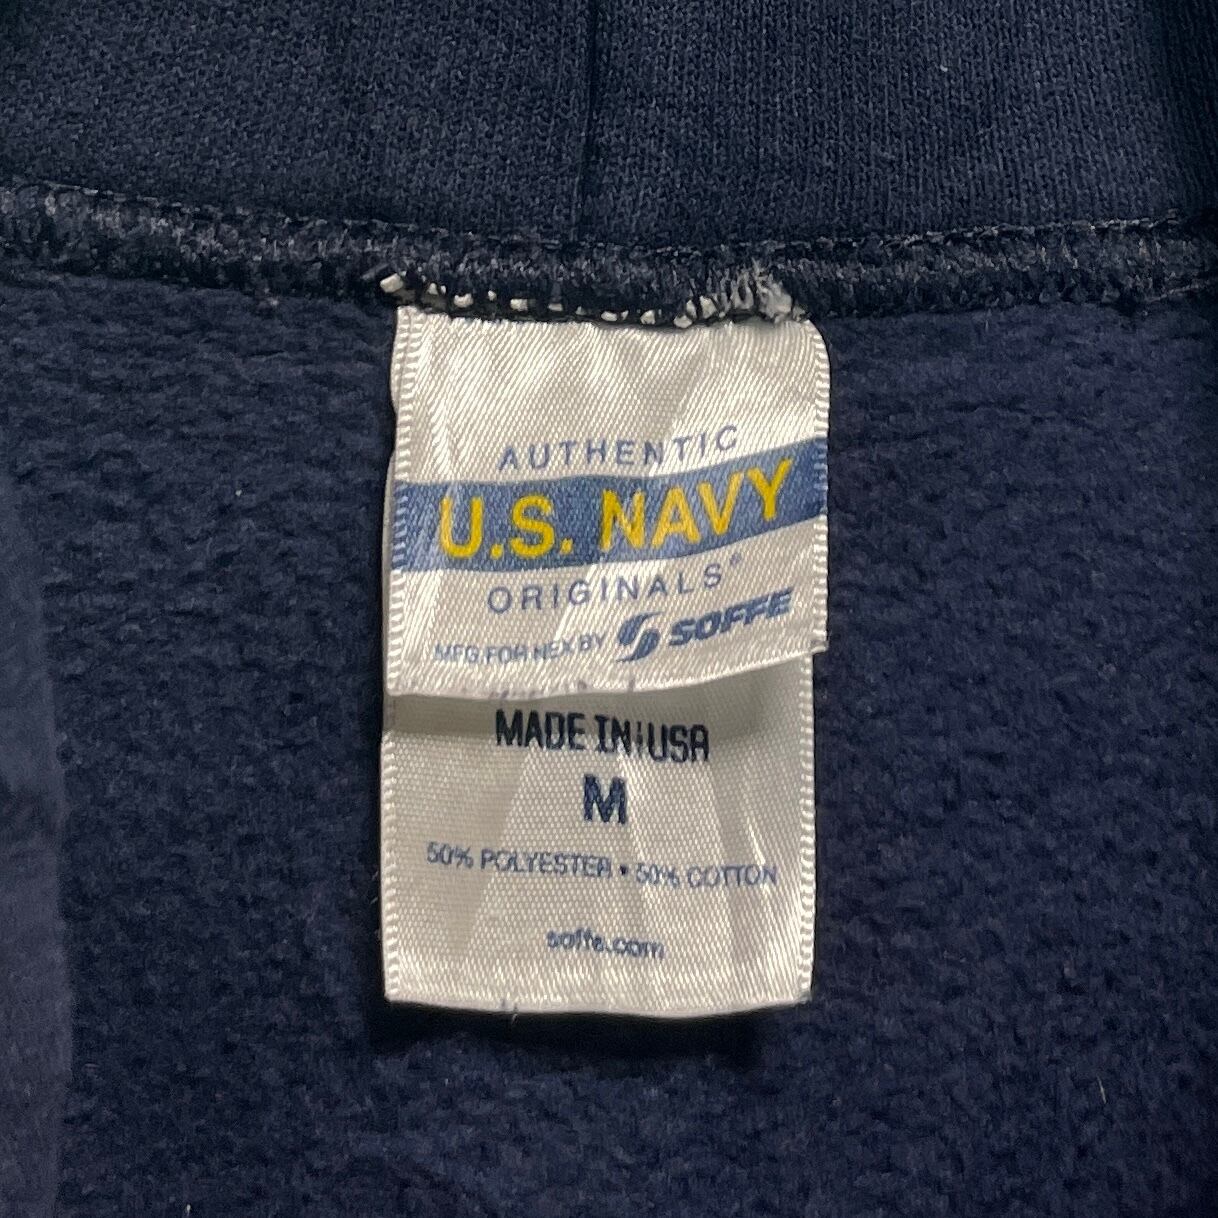 AUTHENTIC
U.S. NAVY
ORIGINALS®
MFG. FOR NEX BY SOFFE
MADE IN USA
M
50% POLYESTER • 50% COTTON
soffe.com